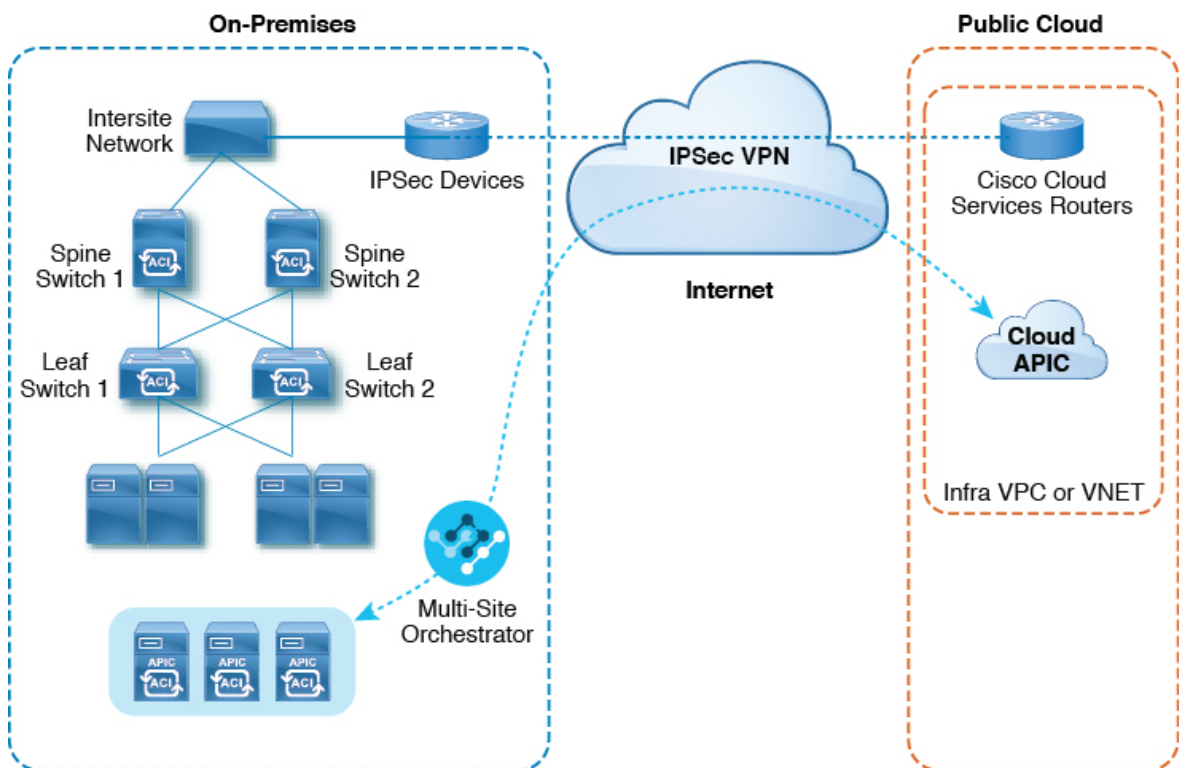 On-Premises
Public Cloud
Intersite
Network
IPSec Devices
IPSec VPN
Cisco Cloud
Services Routers
Spine
Switch 1
ACI
ACI
Spine
Switch 2
Internet
Cloud
APIC
Leaf
Switch 1
ACI
ACI
Leaf
Switch 2
Infra VPC or VNET
Multi-Site
Orchestrator
APIC
ACI
APIC
ACI
APIC
ACI